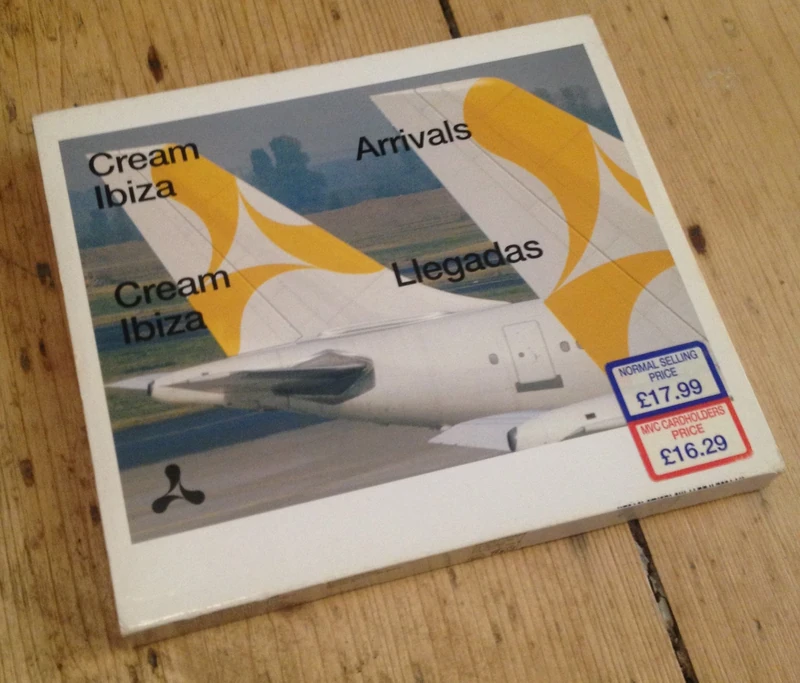 Cream
Ibiza
Arrivals
Cream
Ibiza
Llegadas
NORMAL SELLING
PRICE
£17.99
MVC CARDHOLDERS
PRICE
£16.29